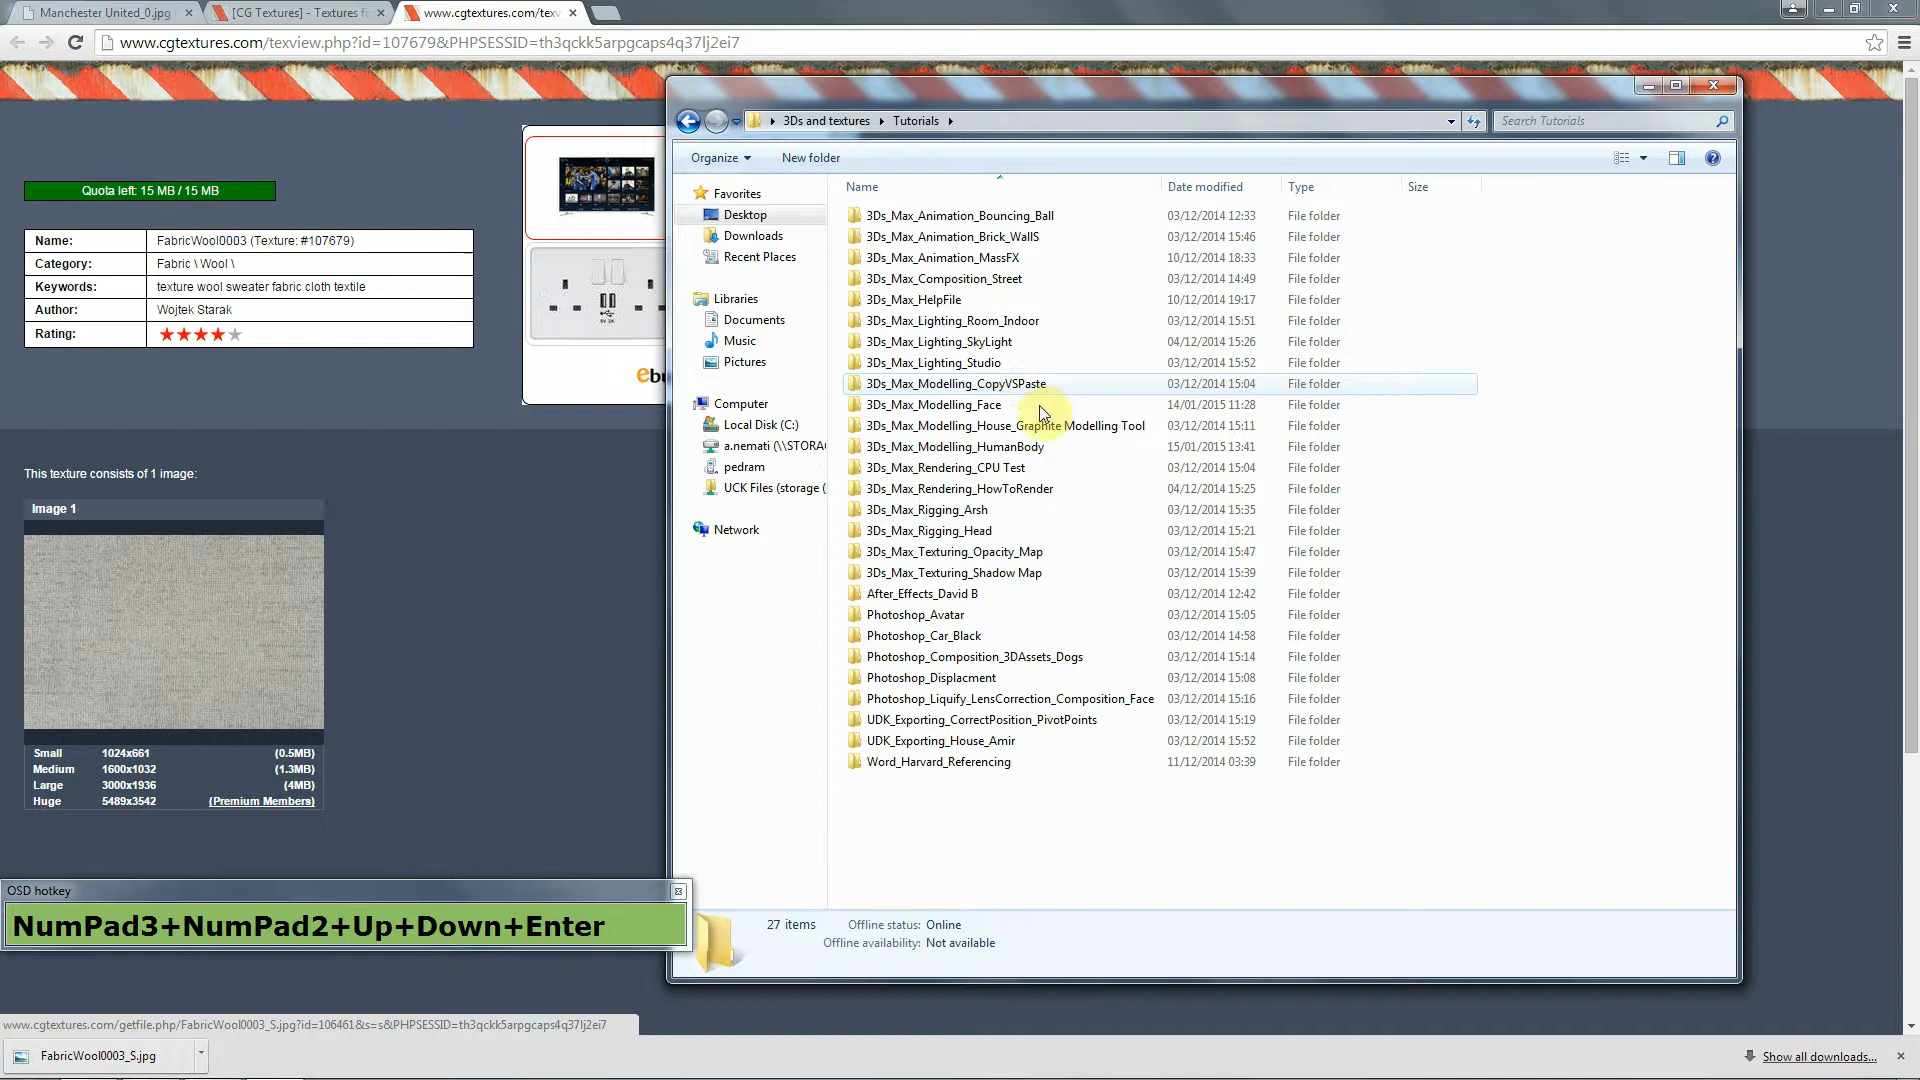 Manchester United_0.jpg
[CG Textures] - Textures f
www.cgtextures.com/tex
www.cgtextures.com/texview.php?id=107679&PHPSESSID=th3qckk5arpgcaps4q37lj2ei7
3Ds and textures
Tutorials
Search Tutorials
Organize
New folder
Quota left: 15 MB / 15 MB
Name: FabricWool0003 (Texture: #107679)
Category: Fabric \ Wool \
Keywords: texture wool sweater fabric cloth textile
Author: Wojtek Starak
Rating:
5V 2A
ebu
This texture consists of 1 image:
Image 1
Small 1024x661 (0.5MB)
Medium 1600x1032 (1.3MB)
Large 3000x1936 (4MB)
Huge 5489x3542 (Premium Members)
Favorites
Desktop
Downloads
Recent Places
Libraries
Documents
Music
Pictures
Computer
Local Disk (C:)
a.nemati (\\STORA
pedram
UCK Files (storage (
Network
Name Date modified Type Size
3Ds_Max_Animation_Bouncing_Ball 03/12/2014 12:33 File folder
3Ds_Max_Animation_Brick_WallS 03/12/2014 15:46 File folder
3Ds_Max_Animation_MassFX 10/12/2014 18:33 File folder
3Ds_Max_Composition_Street 03/12/2014 14:49 File folder
3Ds_Max_HelpFile 10/12/2014 19:17 File folder
3Ds_Max_Lighting_Room_Indoor 03/12/2014 15:51 File folder
3Ds_Max_Lighting_SkyLight 04/12/2014 15:26 File folder
3Ds_Max_Lighting_Studio 03/12/2014 15:52 File folder
3Ds_Max_Modelling_CopyVSPaste 03/12/2014 15:04 File folder
3Ds_Max_Modelling_Face 14/01/2015 11:28 File folder
3Ds_Max_Modelling_House_Graphite Modelling Tool 03/12/2014 15:11 File folder
3Ds_Max_Modelling_HumanBody 15/01/2015 13:41 File folder
3Ds_Max_Rendering_CPU Test 03/12/2014 15:04 File folder
3Ds_Max_Rendering_HowToRender 04/12/2014 15:25 File folder
3Ds_Max_Rigging_Arsh 03/12/2014 15:35 File folder
3Ds_Max_Rigging_Head 03/12/2014 15:21 File folder
3Ds_Max_Texturing_Opacity_Map 03/12/2014 15:47 File folder
3Ds_Max_Texturing_Shadow Map 03/12/2014 15:39 File folder
After_Effects_David B 03/12/2014 12:42 File folder
Photoshop_Avatar 03/12/2014 15:05 File folder
Photoshop_Car_Black 03/12/2014 14:58 File folder
Photoshop_Composition_3DAssets_Dogs 03/12/2014 15:14 File folder
Photoshop_Displacment 03/12/2014 15:08 File folder
Photoshop_Liquify_LensCorrection_Composition_Face 03/12/2014 15:16 File folder
UDK_Exporting_CorrectPosition_PivotPoints 03/12/2014 15:19 File folder
UDK_Exporting_House_Amir 03/12/2014 15:52 File folder
Word_Harvard_Referencing 11/12/2014 03:39 File folder
27 items Offline status: Online
Offline availability: Not available
OSD hotkey
NumPad3+NumPad2+Up+Down+Enter
www.cgtextures.com/getfile.php/FabricWool0003_S.jpg?id=106461&s=s&PHPSESSID=th3qckk5arpgcaps4q37lj2ei7
FabricWool0003_S.jpg
Show all downloads...